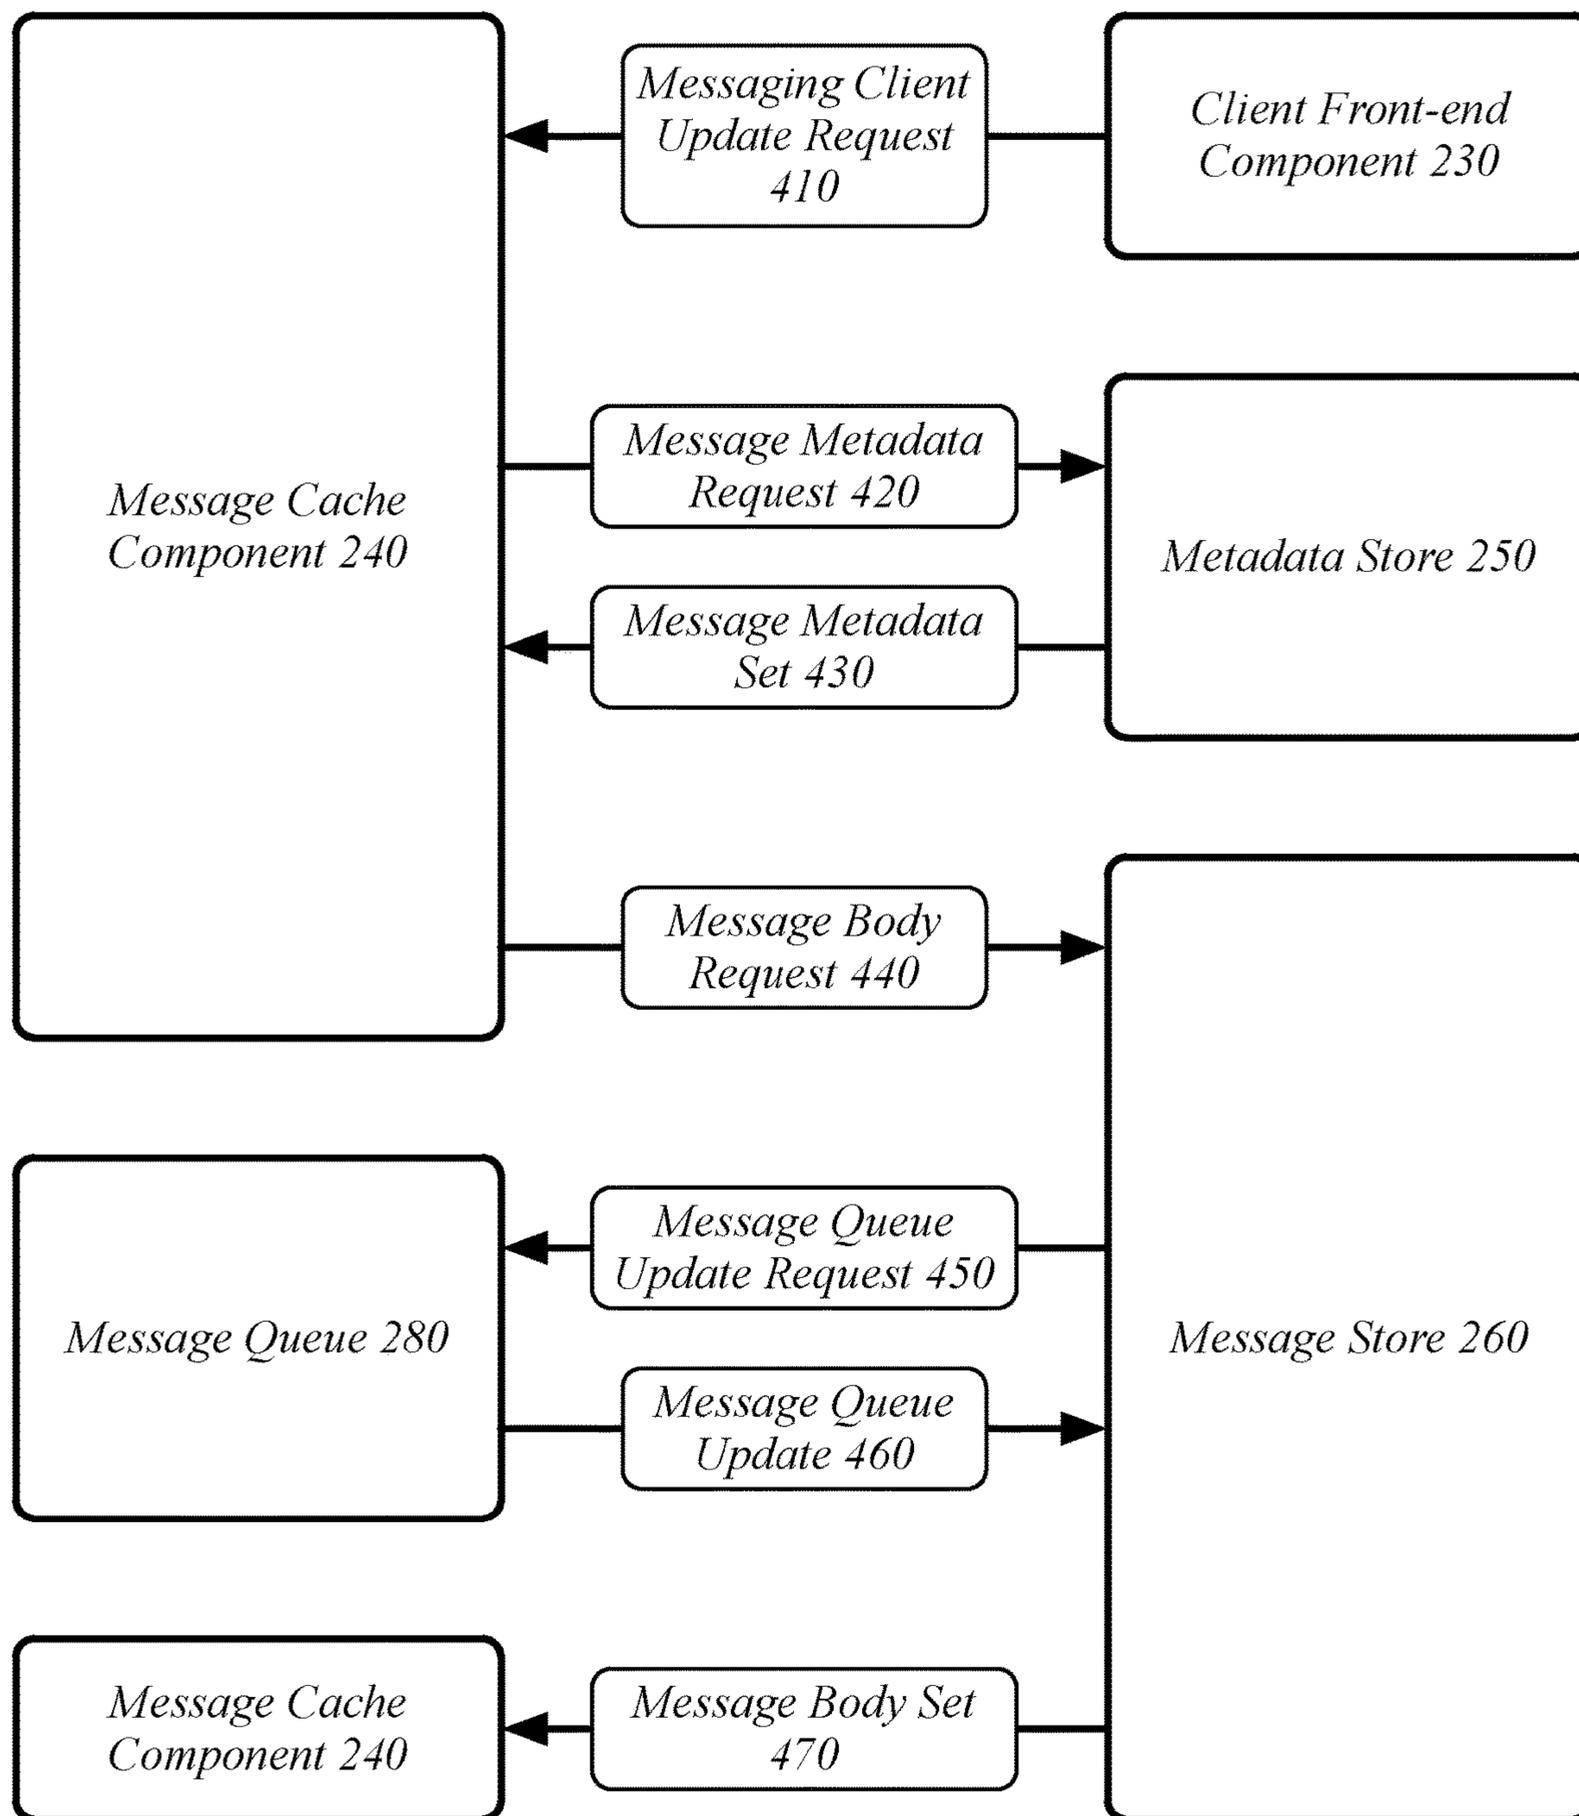 Messaging Client
Update Request
410
Client Front-end
Component 230
Message Cache
Component 240
Message Metadata
Request 420
Message Metadata
Set 430
Metadata Store 250
Message Body
Request 440
Message Queue 280
Message Queue
Update Request 450
Message Queue
Update 460
Message Store 260
Message Cache
Component 240
Message Body Set
470